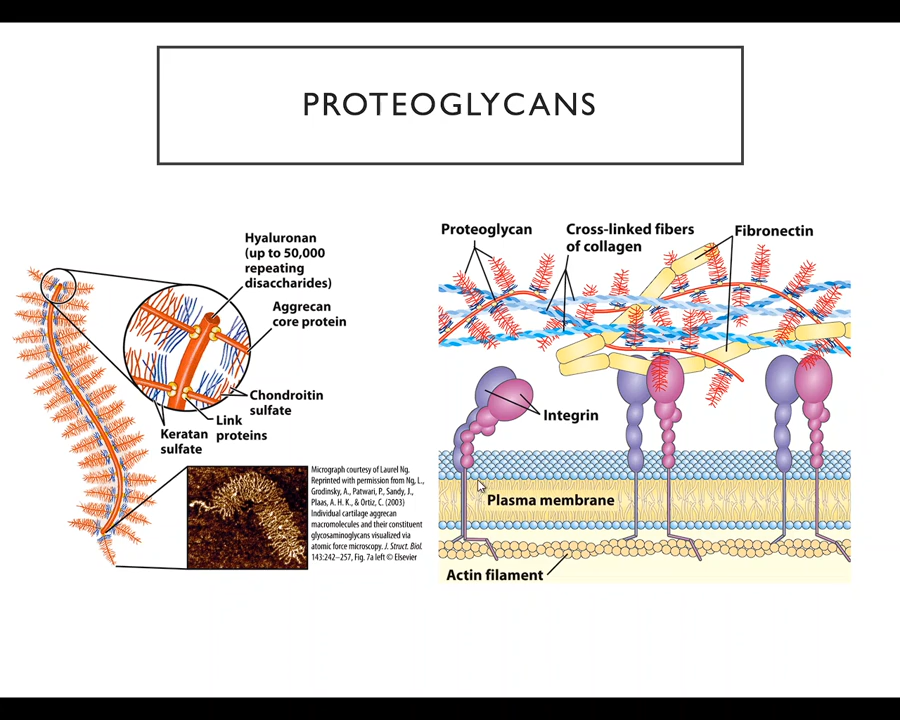 PROTEOGLYCANS
Hyaluronan
(up to 50,000
repeating
disaccharides)
Aggrecan
core protein
Chondroitin
sulfate
Link
proteins
Keratan
sulfate
Micrograph courtesy of Laurel Ng.
Reprinted with permission from Ng, L.,
Grodinsky, A., Patwari, P., Sandy, J.,
Plaas, A. H. K., & Ortiz, C. (2003)
Individual cartilage aggrecan
macromolecules and their constituent
glycosaminoglycans visualized via
atomic force microscopy. J. Struct. Biol.
143:242–257, Fig. 7a left © Elsevier
Proteoglycan
Cross-linked fibers
of collagen
Fibronectin
Integrin
Plasma membrane
Actin filament